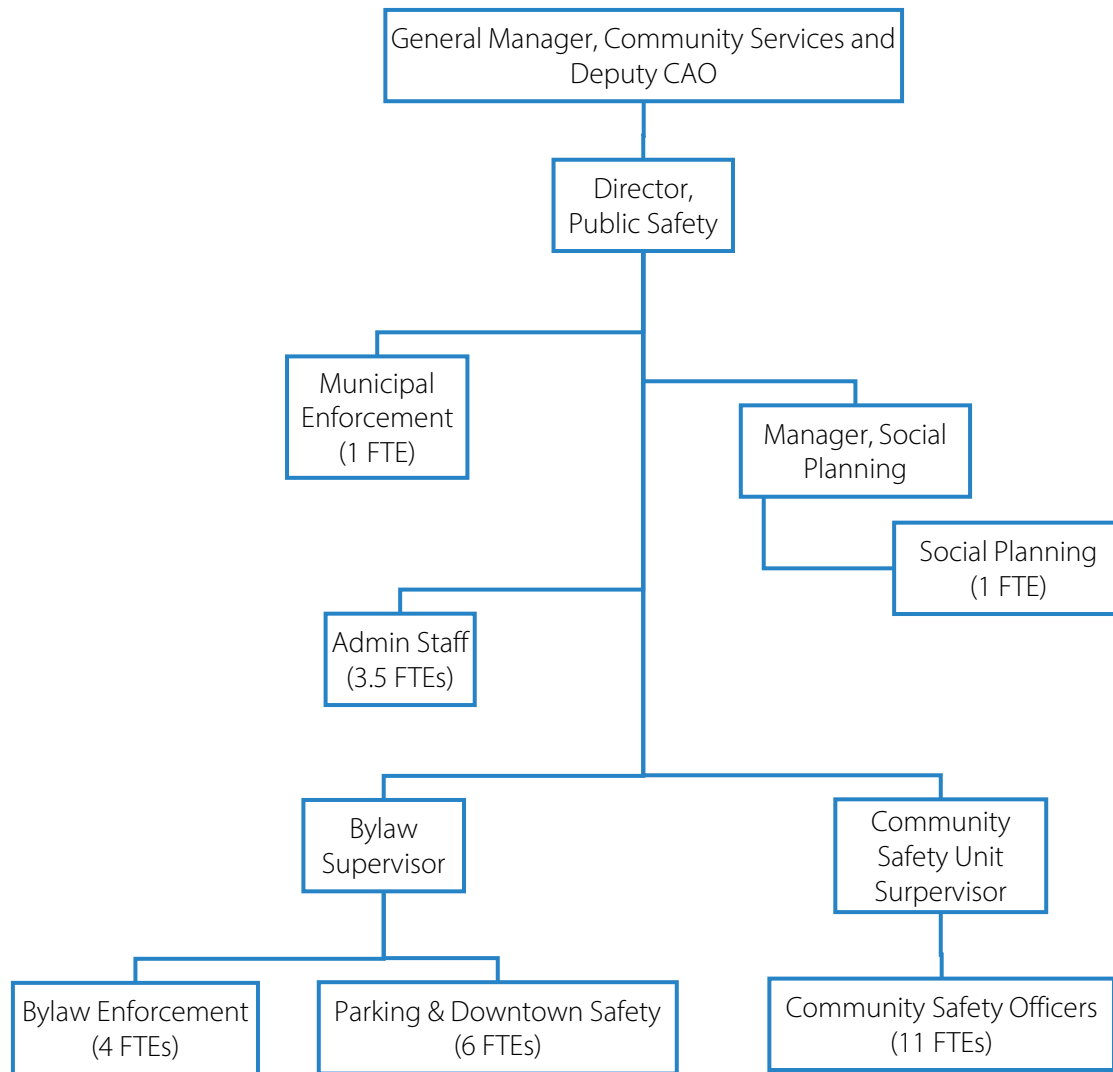 General Manager, Community Services and
Deputy CAO
Director,
Public Safety
Municipal
Enforcement
(1 FTE)
Manager, Social
Planning
Social Planning
(1 FTE)
Admin Staff
(3.5 FTEs)
Bylaw
Supervisor
Community
Safety Unit
Surpervisor
Bylaw Enforcement
(4 FTEs)
Parking & Downtown Safety
(6 FTEs)
Community Safety Officers
(11 FTEs)